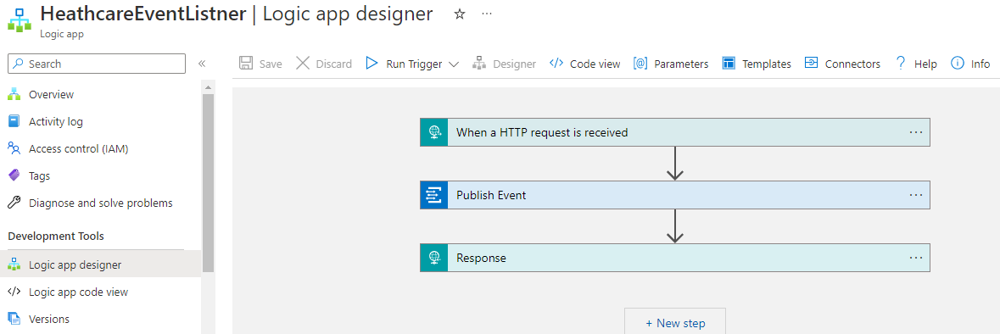 HeathcareEventListner | Logic app designer ☆ ···
Logic app
Search «
Save Discard Run Trigger Designer Code view Parameters Templates Connectors Help Info
Overview
Activity log
Access control (IAM)
Tags
Diagnose and solve problems
Development Tools
Logic app designer
Logic app code view
Versions
When a HTTP request is received ···
Publish Event ···
Response ···
+ New step